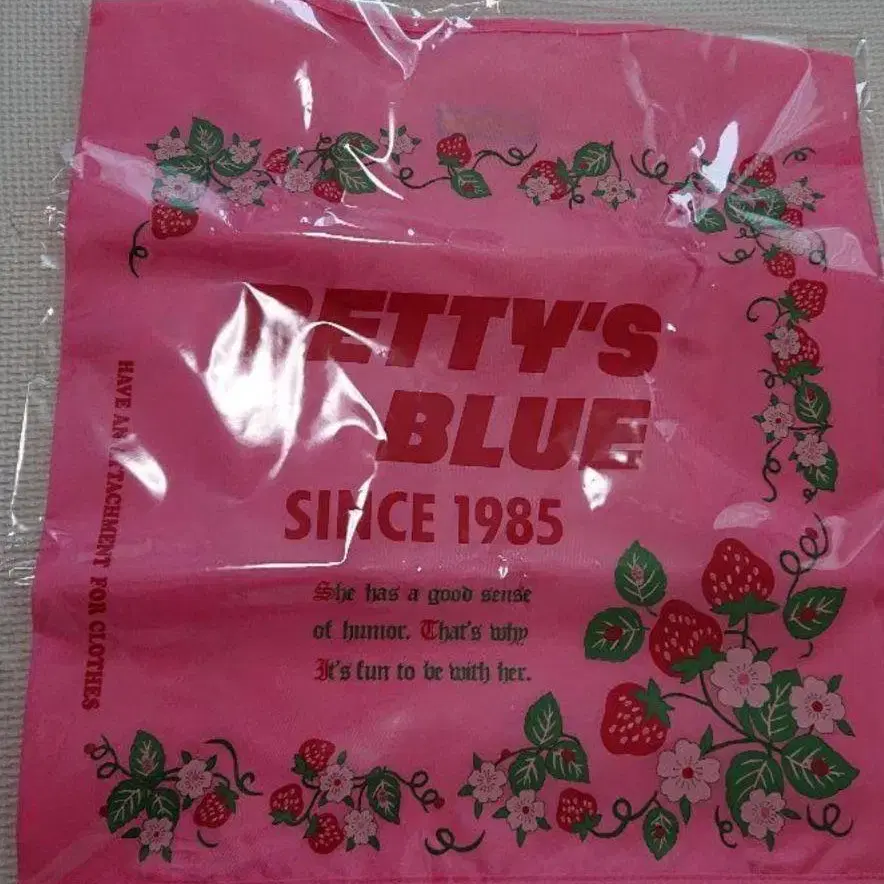 BETTY'S
BLUE
SINCE 1985
She has a good sense
of humor. That's why
It's fun to be with her.
HAVE AN ATTACHMENT FOR CLOTHES